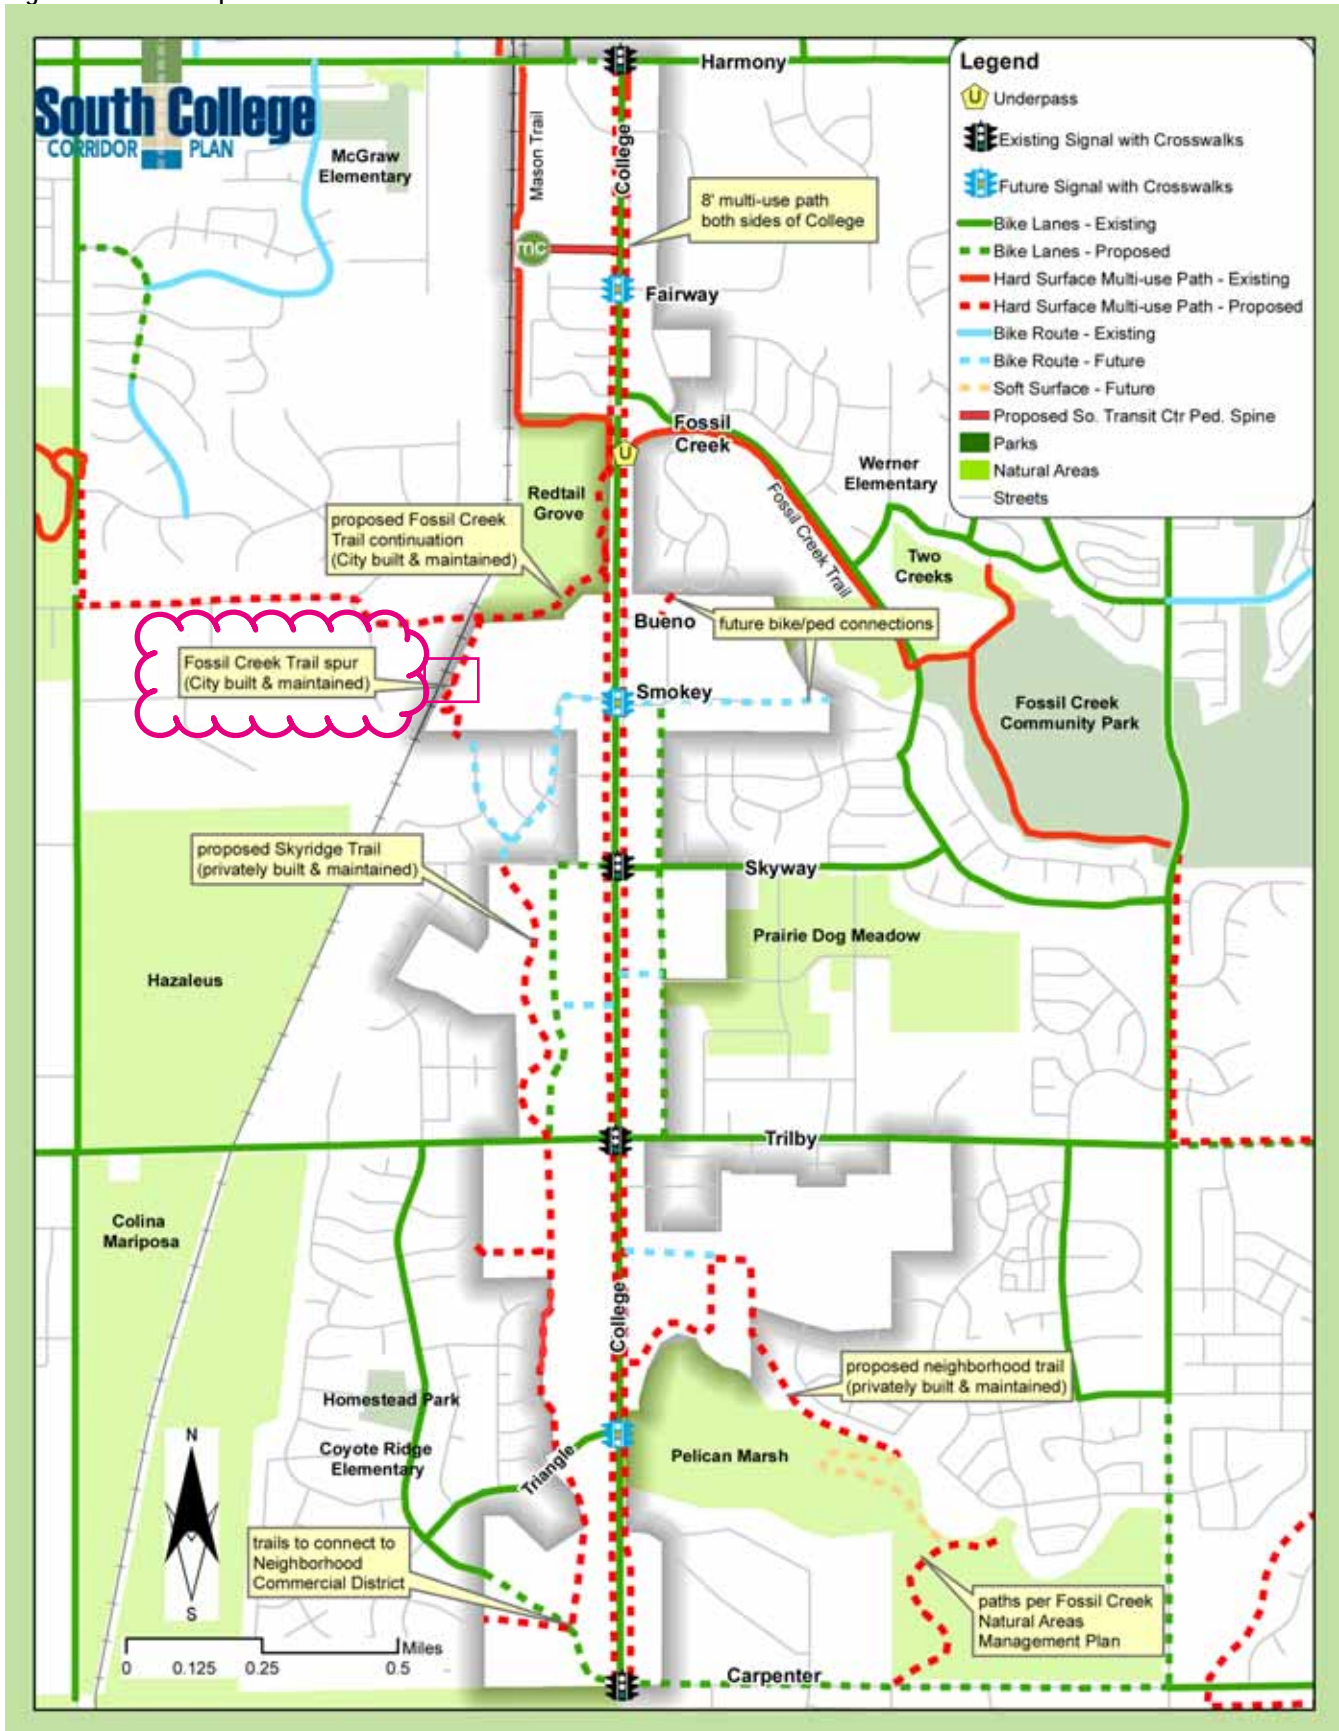 Harmony
South College
CORRIDOR PLAN
McGraw
Elementary
Mason Trail
College
8' multi-use path
both sides of College
mc
Fairway
Legend
U Underpass
Existing Signal with Crosswalks
Future Signal with Crosswalks
Bike Lanes - Existing
Bike Lanes - Proposed
Hard Surface Multi-use Path - Existing
Hard Surface Multi-use Path - Proposed
Bike Route - Existing
Bike Route - Future
Soft Surface - Future
Proposed So. Transit Ctr Ped. Spine
Parks
Natural Areas
Streets
Fossil
Creek
U
Werner
Elementary
Redtail
Grove
Fossil Creek Trail
proposed Fossil Creek
Trail continuation
(City built & maintained)
Two
Creeks
Bueno
future bike/ped connections
Fossil Creek Trail spur
(City built & maintained)
Smokey
Fossil Creek
Community Park
proposed Skyridge Trail
(privately built & maintained)
Skyway
Prairie Dog Meadow
Hazaleus
Trilby
Colina
Mariposa
College
proposed neighborhood trail
(privately built & maintained)
Homestead Park
Coyote Ridge
Elementary
Triangle
Pelican Marsh
N
S
trails to connect to
Neighborhood
Commercial District
paths per Fossil Creek
Natural Areas
Management Plan
Miles
0 0.125 0.25 0.5
Carpenter